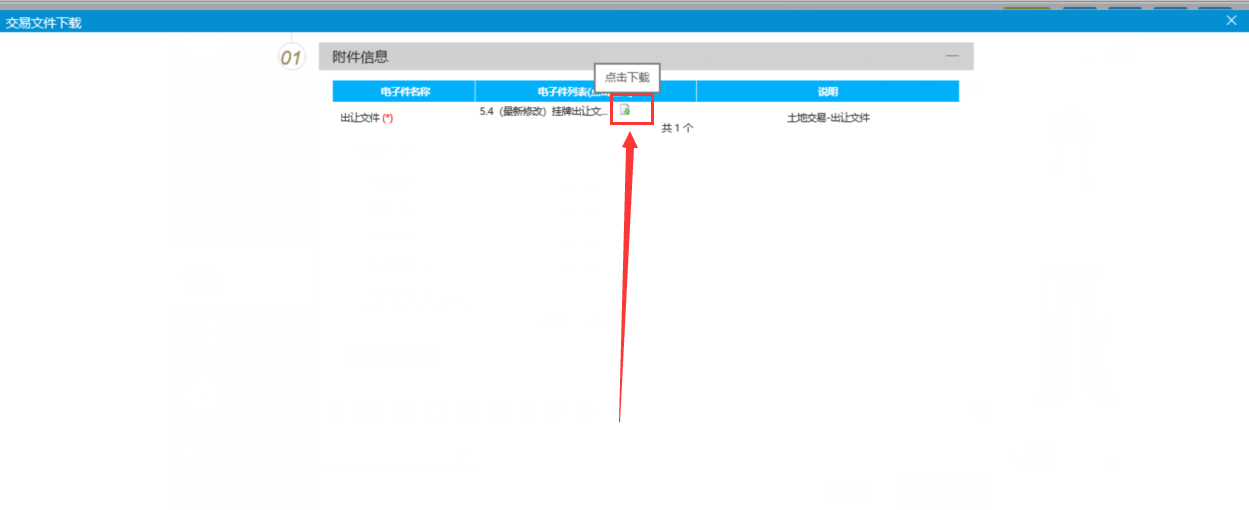 交易文件下载
01
附件信息
点击下载
电子件名称
电子件列表(点
说明
出让文件 (*)
5.4（最新修改）挂牌出让文...
共 1 个
土地交易-出让文件